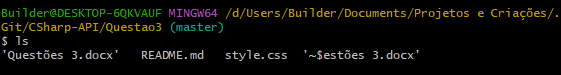 Builder@DESKTOP-6QKVAUF MINGW64 /d/Users/Builder/Documents/Projetos e Criações/.
Git/CSharp-API/Questao3 (master)
$ ls
'Questões 3.docx'   README.md   style.css  '~$estões 3.docx'